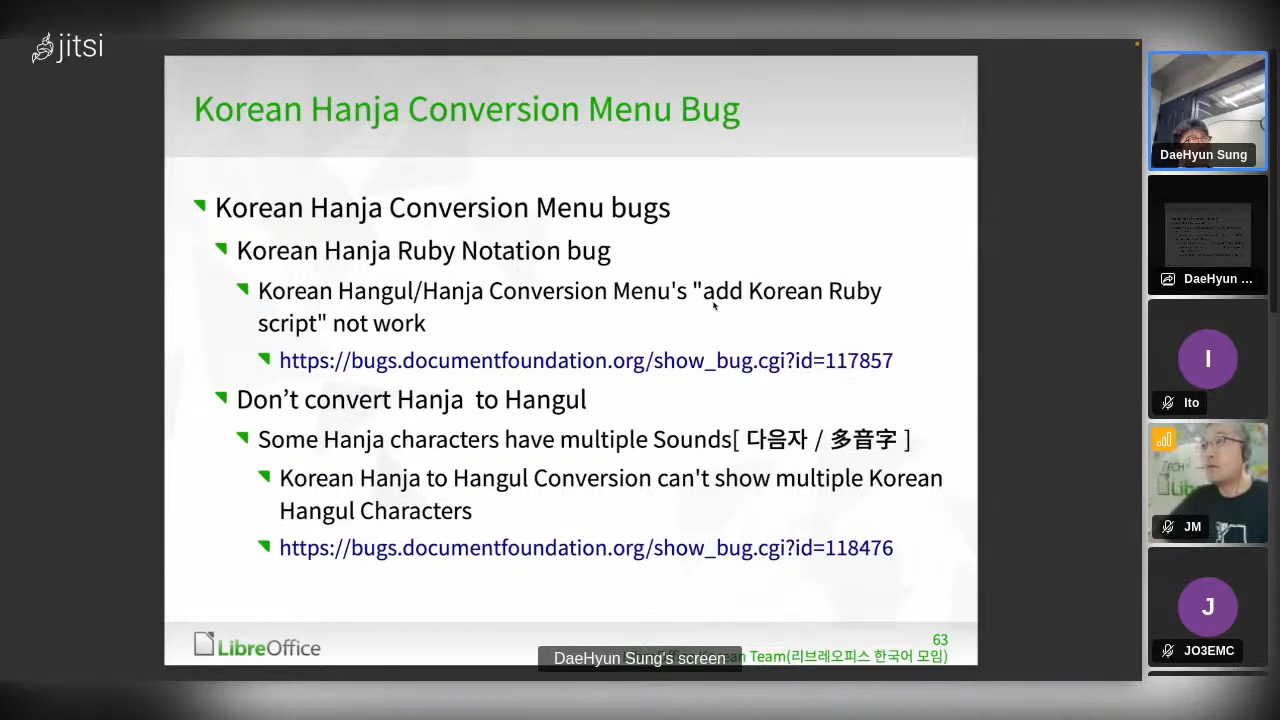 jitsi
Korean Hanja Conversion Menu Bug
Korean Hanja Conversion Menu bugs
Korean Hanja Ruby Notation bug
Korean Hangul/Hanja Conversion Menu's "add Korean Ruby
script" not work
https://bugs.documentfoundation.org/show_bug.cgi?id=117857
Don’t convert Hanja  to Hangul
Some Hanja characters have multiple Sounds[ 다음자 / 多音字 ]
Korean Hanja to Hangul Conversion can't show multiple Korean
Hangul Characters
https://bugs.documentfoundation.org/show_bug.cgi?id=118476
LibreOffice
63
Team(리브레오피스 한국어 모임)
DaeHyun Sung's screen
DaeHyun Sung
DaeHyun ...
I
Ito
TECH
JM
J
JO3EMC